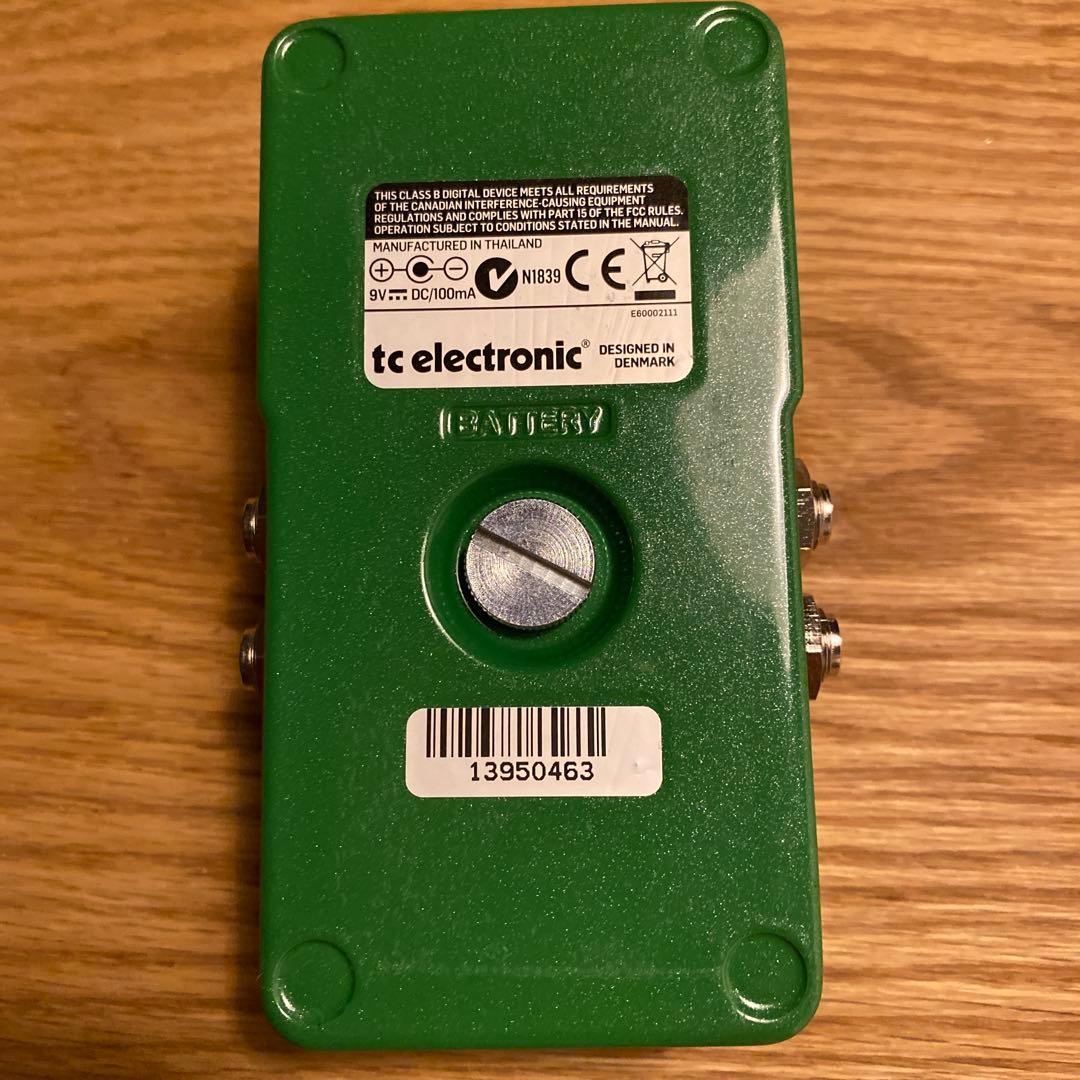 THIS CLASS B DIGITAL DEVICE MEETS ALL REQUIREMENTS
OF THE CANADIAN INTERFERENCE-CAUSING EQUIPMENT
REGULATIONS AND COMPLIES WITH PART 15 OF THE FCC RULES.
OPERATION SUBJECT TO CONDITIONS STATED IN THE MANUAL.
MANUFACTURED IN THAILAND
9V DC/100mA N1839 CE
E60002111
tc electronic® DESIGNED IN
DENMARK
BATTERY
13950463